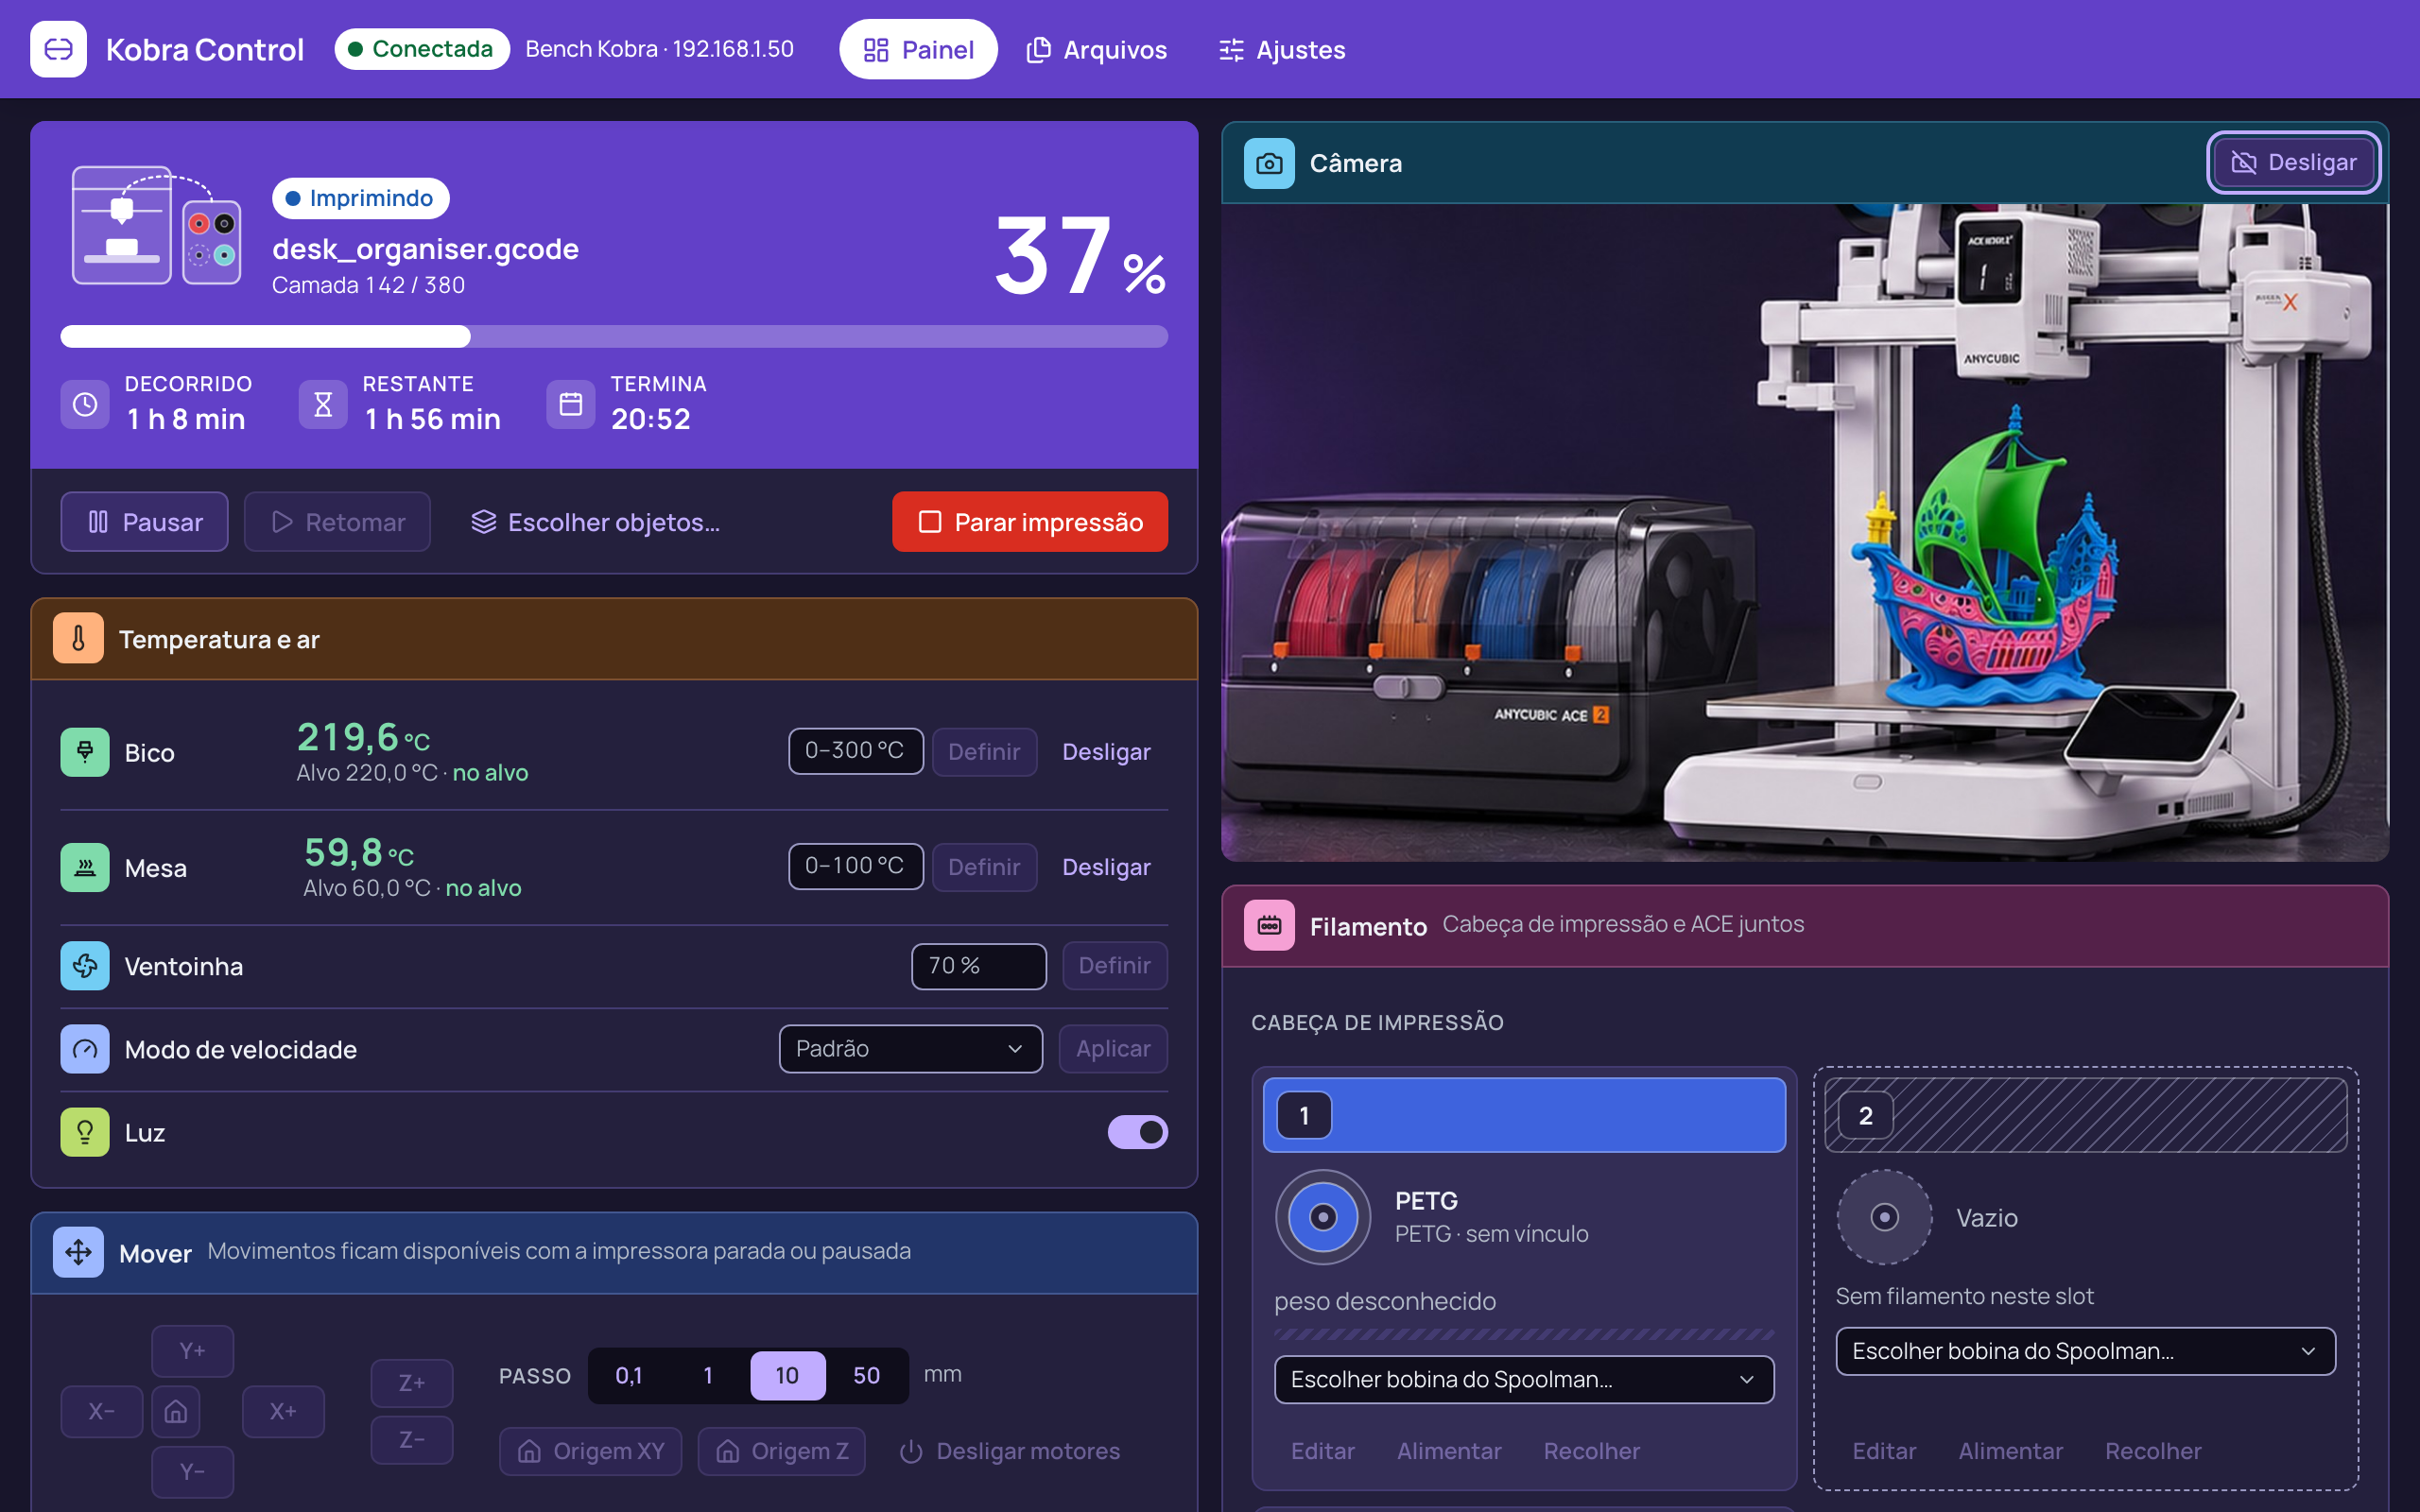 Kobra Control
Conectada
Bench Kobra · 192.168.1.50
Painel
Arquivos
Ajustes
Imprimindo
desk_organiser.gcode
Camada 142 / 380
37 %
DECORRIDO
1 h 8 min
RESTANTE
1 h 56 min
TERMINA
20:52
Pausar
Retomar
Escolher objetos...
Parar impressão
Temperatura e ar
Bico
219,6 °C
Alvo 220,0 °C · no alvo
0–300 °C
Definir
Desligar
Mesa
59,8 °C
Alvo 60,0 °C · no alvo
0–100 °C
Definir
Desligar
Ventoinha
70 %
Definir
Modo de velocidade
Padrão
Aplicar
Luz
Mover
Movimentos ficam disponíveis com a impressora parada ou pausada
Y+
X−
X+
Y−
Z+
Z−
PASSO
0,1
1
10
50
mm
Origem XY
Origem Z
Desligar motores
Câmera
Desligar
ANYCUBIC
X
ANYCUBIC ACE 2
Filamento
Cabeça de impressão e ACE juntos
CABEÇA DE IMPRESSÃO
1
PETG
PETG · sem vínculo
peso desconhecido
Escolher bobina do Spoolman...
Editar
Alimentar
Recolher
2
Vazio
Sem filamento neste slot
Escolher bobina do Spoolman...
Editar
Alimentar
Recolher